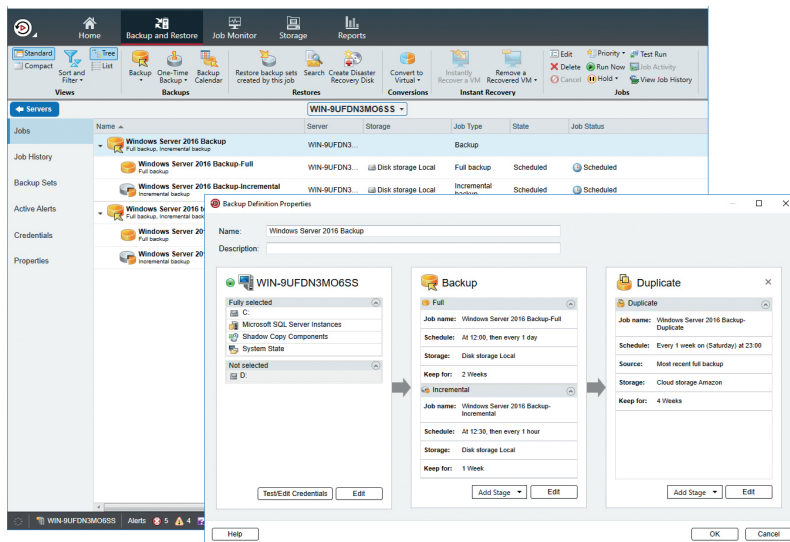 Home
Backup and Restore
Job Monitor
Storage
Reports
Standard
Compact
Sort and Filter
Tree
List
Views
Backup
One-Time Backup
Backup Calendar
Backups
Restore backup sets created by this job
Search
Create Disaster Recovery Disk
Restores
Convert to Virtual
Conversions
Instantly Recover a VM
Remove a Recovered VM
Instant Recovery
Edit
Priority
Test Run
Delete
Run Now
Job Activity
Cancel
Hold
View Job History
Jobs
Servers
WIN-9UFDN3MO6SS
Jobs
Job History
Backup Sets
Active Alerts
Credentials
Properties
Name Server Storage Job Type State Job Status
Windows Server 2016 Backup WIN-9UFDN3... Backup
Full backup, Incremental backup
Windows Server 2016 Backup-Full WIN-9UFDN3... Disk storage Local Full backup Scheduled Scheduled
Full backup
Windows Server 2016 Backup-Incremental WIN-9UFDN3... Disk storage Local Incremental backup Scheduled Scheduled
Incremental backup
Windows Server 2016 to
Full backup, Incremental back
Windows Server 20
Full backup
Windows Server 20
Incremental backup
WIN-9UFDN3MO6SS Alerts 5 4
Backup Definition Properties
Name: Windows Server 2016 Backup
Description:
WIN-9UFDN3MO6SS
Fully selected
C:
Microsoft SQL Server Instances
Shadow Copy Components
System State
Not selected
D:
Test/Edit Credentials Edit
Backup
Full
Job name: Windows Server 2016 Backup-Full
Schedule: At 12:00, then every 1 day
Storage: Disk storage Local
Keep for: 2 Weeks
Incremental
Job name: Windows Server 2016 Backup-
Incremental
Schedule: At 12:30, then every 1 hour
Storage: Disk storage Local
Keep for: 1 Week
Add Stage Edit
Duplicate
Duplicate
Job name: Windows Server 2016 Backup-
Duplicate
Schedule: Every 1 week on (Saturday) at 23:00
Source: Most recent full backup
Storage: Cloud storage Amazon
Keep for: 4 Weeks
Add Stage Edit
Help
OK
Cancel